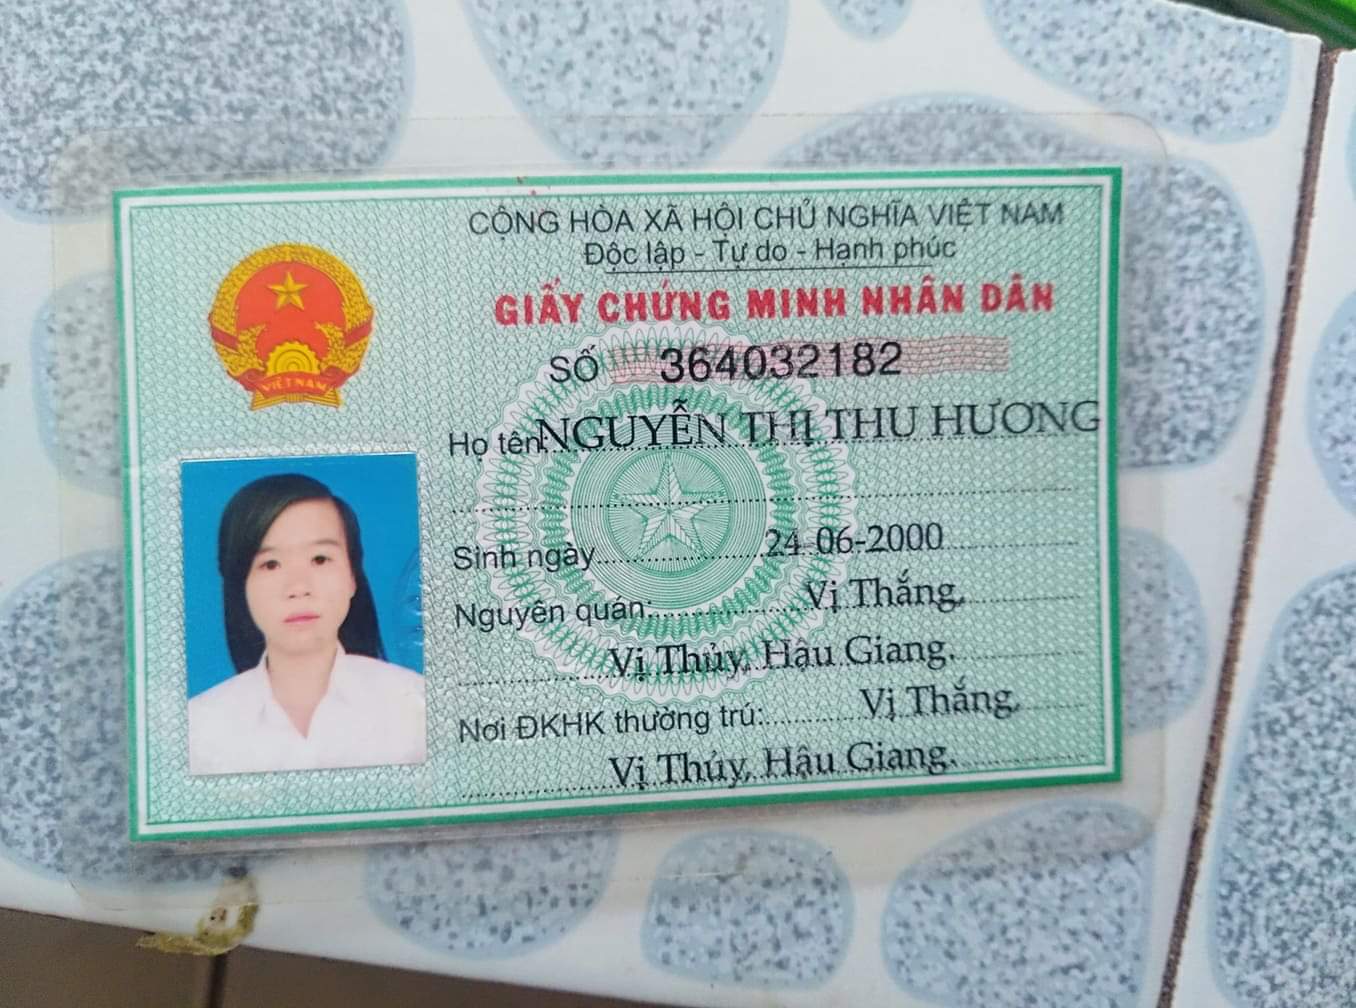 CỘNG HÒA XÃ HỘI CHỦ NGHĨA VIỆT NAM
Độc lập - Tự do - Hạnh phúc
GIẤY CHỨNG MINH NHÂN DÂN
SỐ 364032182
Họ tên: NGUYỄN THỊ THU HƯƠNG
Sinh ngày 24-06-2000
Nguyên quán: Vị Thắng,
Vị Thủy, Hậu Giang.
Nơi ĐKHK thường trú: Vị Thắng,
Vị Thủy, Hậu Giang.
VIỆT NAM